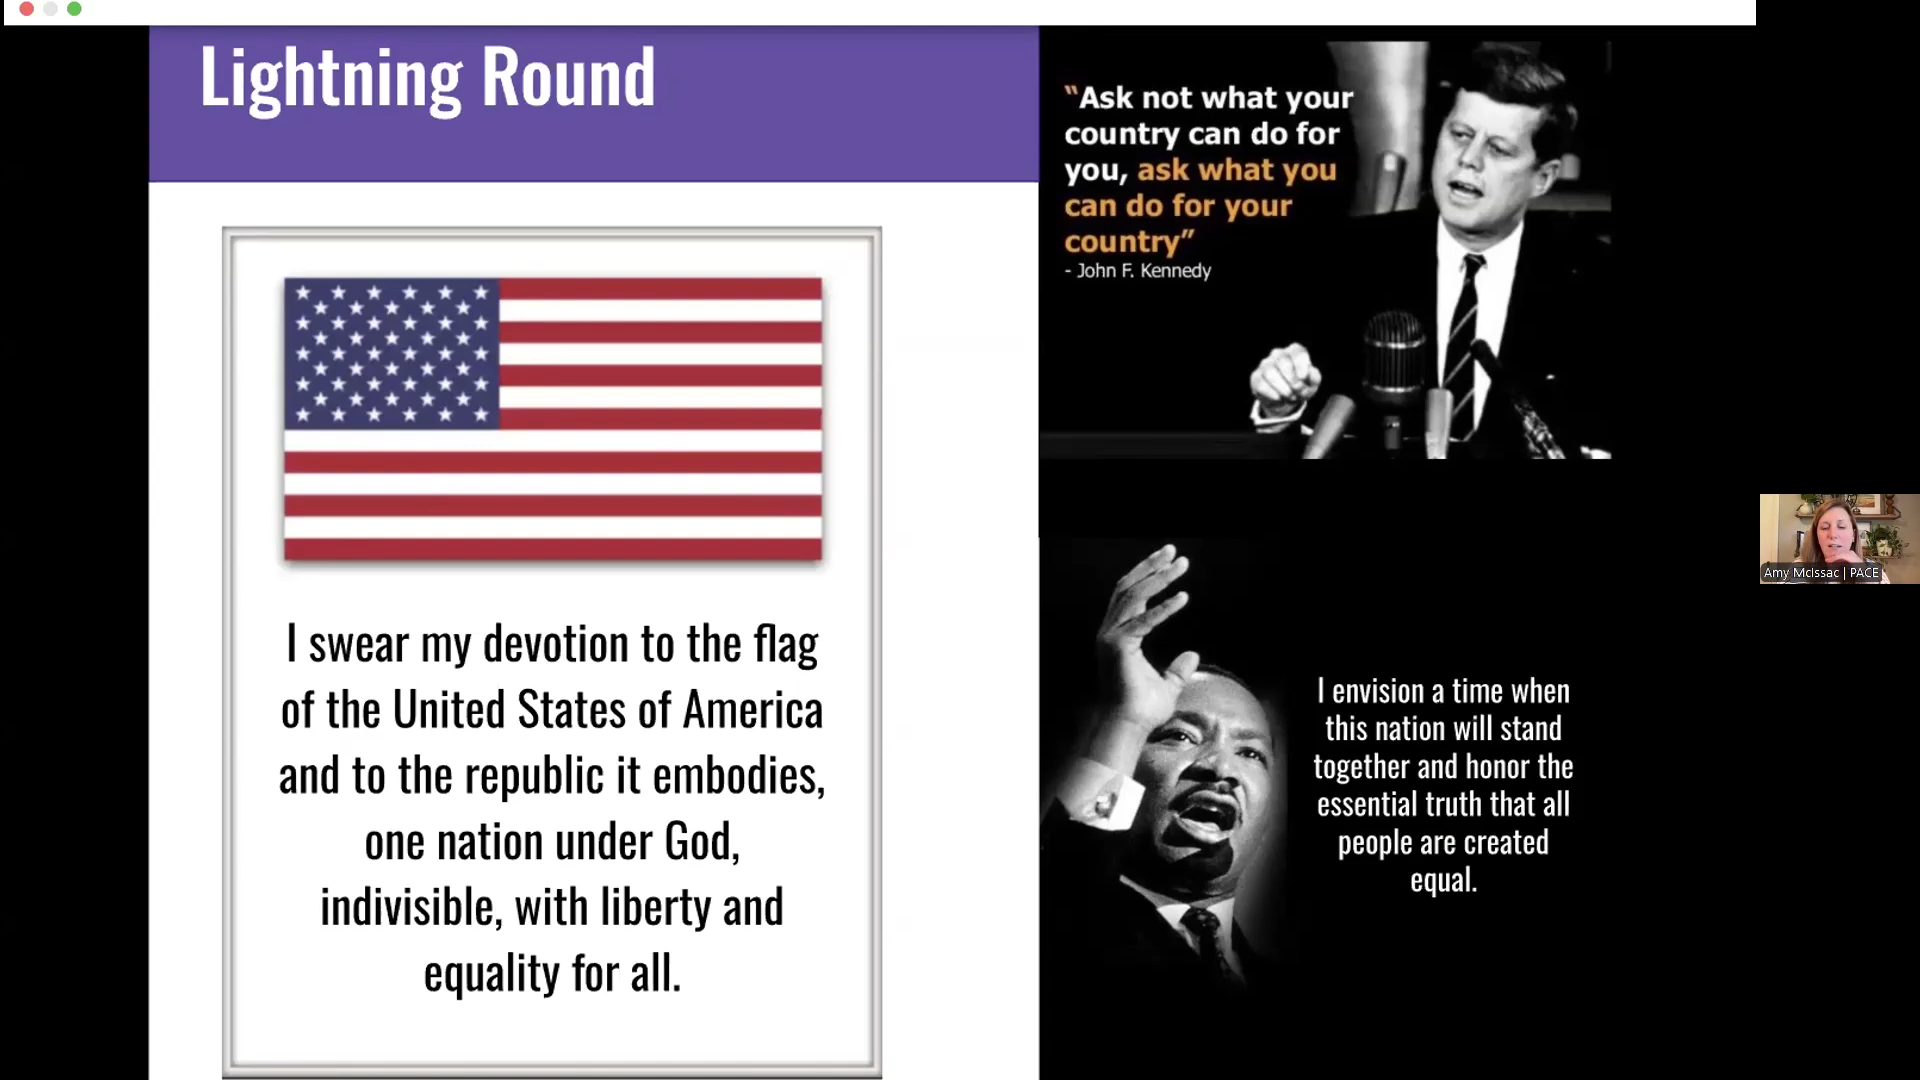 Lightning Round
I swear my devotion to the flag
of the United States of America
and to the republic it embodies,
one nation under God,
indivisible, with liberty and
equality for all.
“Ask not what your
country can do for
you, ask what you
can do for your
country”
- John F. Kennedy
I envision a time when
this nation will stand
together and honor the
essential truth that all
people are created
equal.
Amy McIssac | PACE